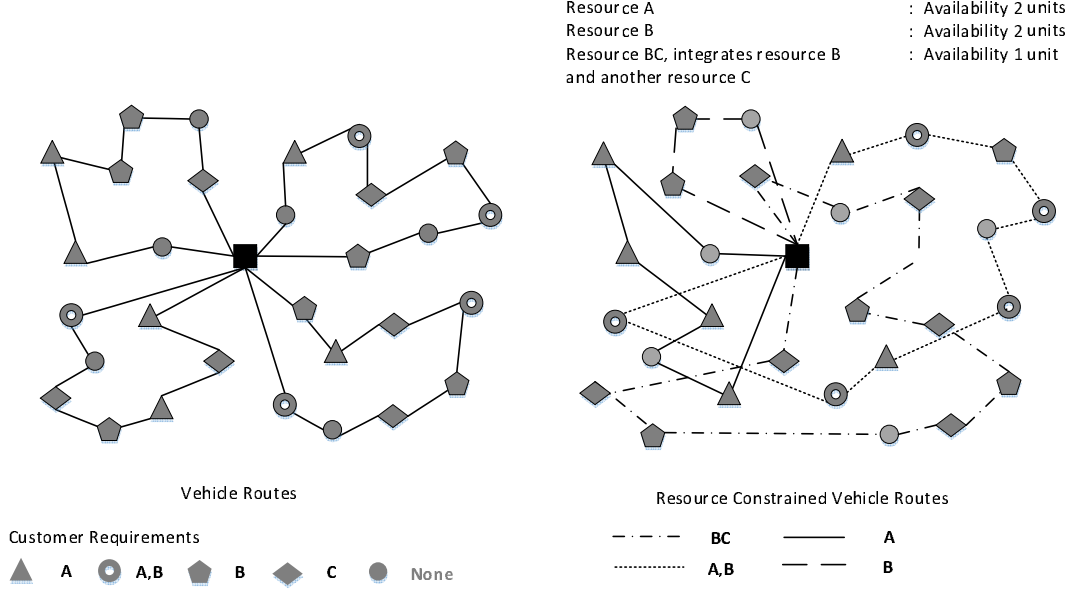 Resource A : Availability 2 units
Resource B : Availability 2 units
Resource BC, integrates resource B : Availability 1 unit
and another resource C
Vehicle Routes
Resource Constrained Vehicle Routes
Customer Requirements
A A,B B C None
BC A
A,B B